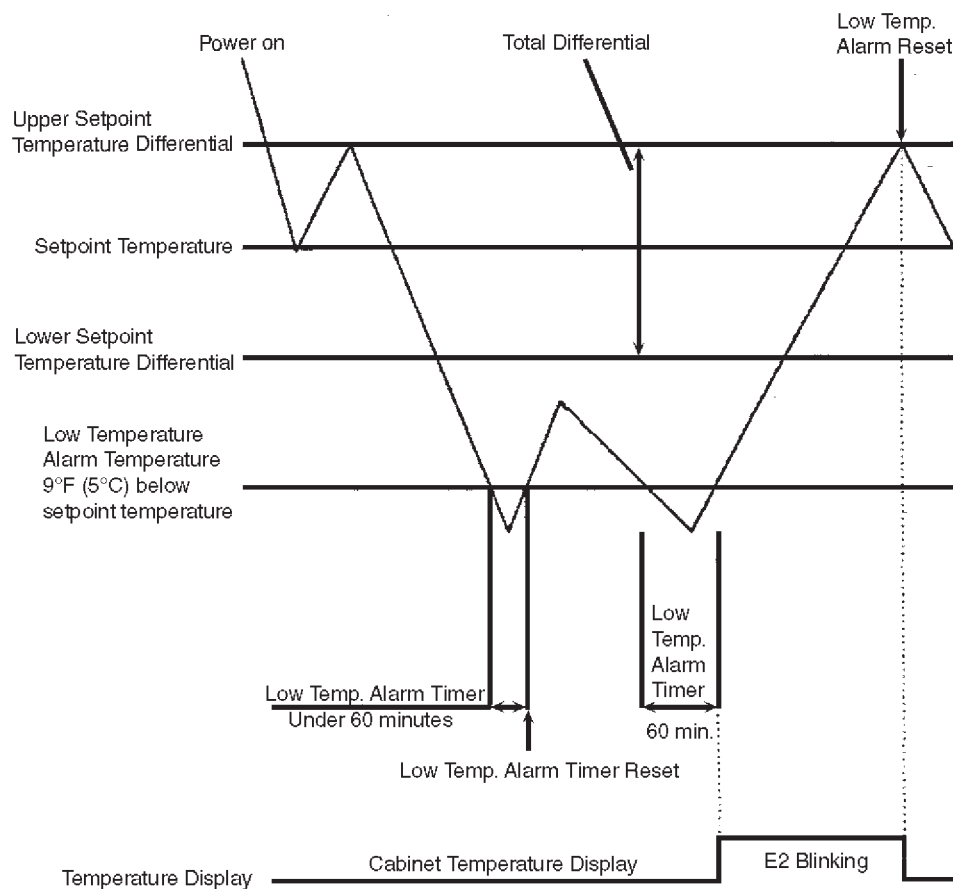 Power on
Total Differential
Low Temp.
Alarm Reset
Upper Setpoint
Temperature Differential
Setpoint Temperature
Lower Setpoint
Temperature Differential
Low Temperature
Alarm Temperature
9°F (5°C) below
setpoint temperature
Low
Temp.
Alarm
Timer
60 min.
Low Temp. Alarm Timer
Under 60 minutes
Low Temp. Alarm Timer Reset
Temperature Display
Cabinet Temperature Display
E2 Blinking